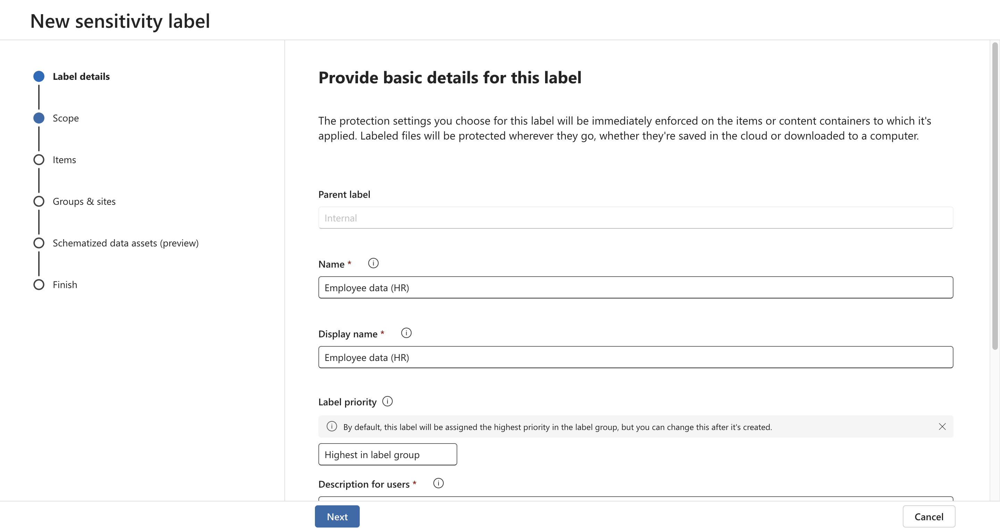 New sensitivity label
Label details
Scope
Items
Groups & sites
Schematized data assets (preview)
Finish
Provide basic details for this label
The protection settings you choose for this label will be immediately enforced on the items or content containers to which it's
applied. Labeled files will be protected wherever they go, whether they're saved in the cloud or downloaded to a computer.
Parent label
Internal
Name *
Employee data (HR)
Display name *
Employee data (HR)
Label priority
By default, this label will be assigned the highest priority in the label group, but you can change this after it's created.
Highest in label group
Description for users *
Next
Cancel